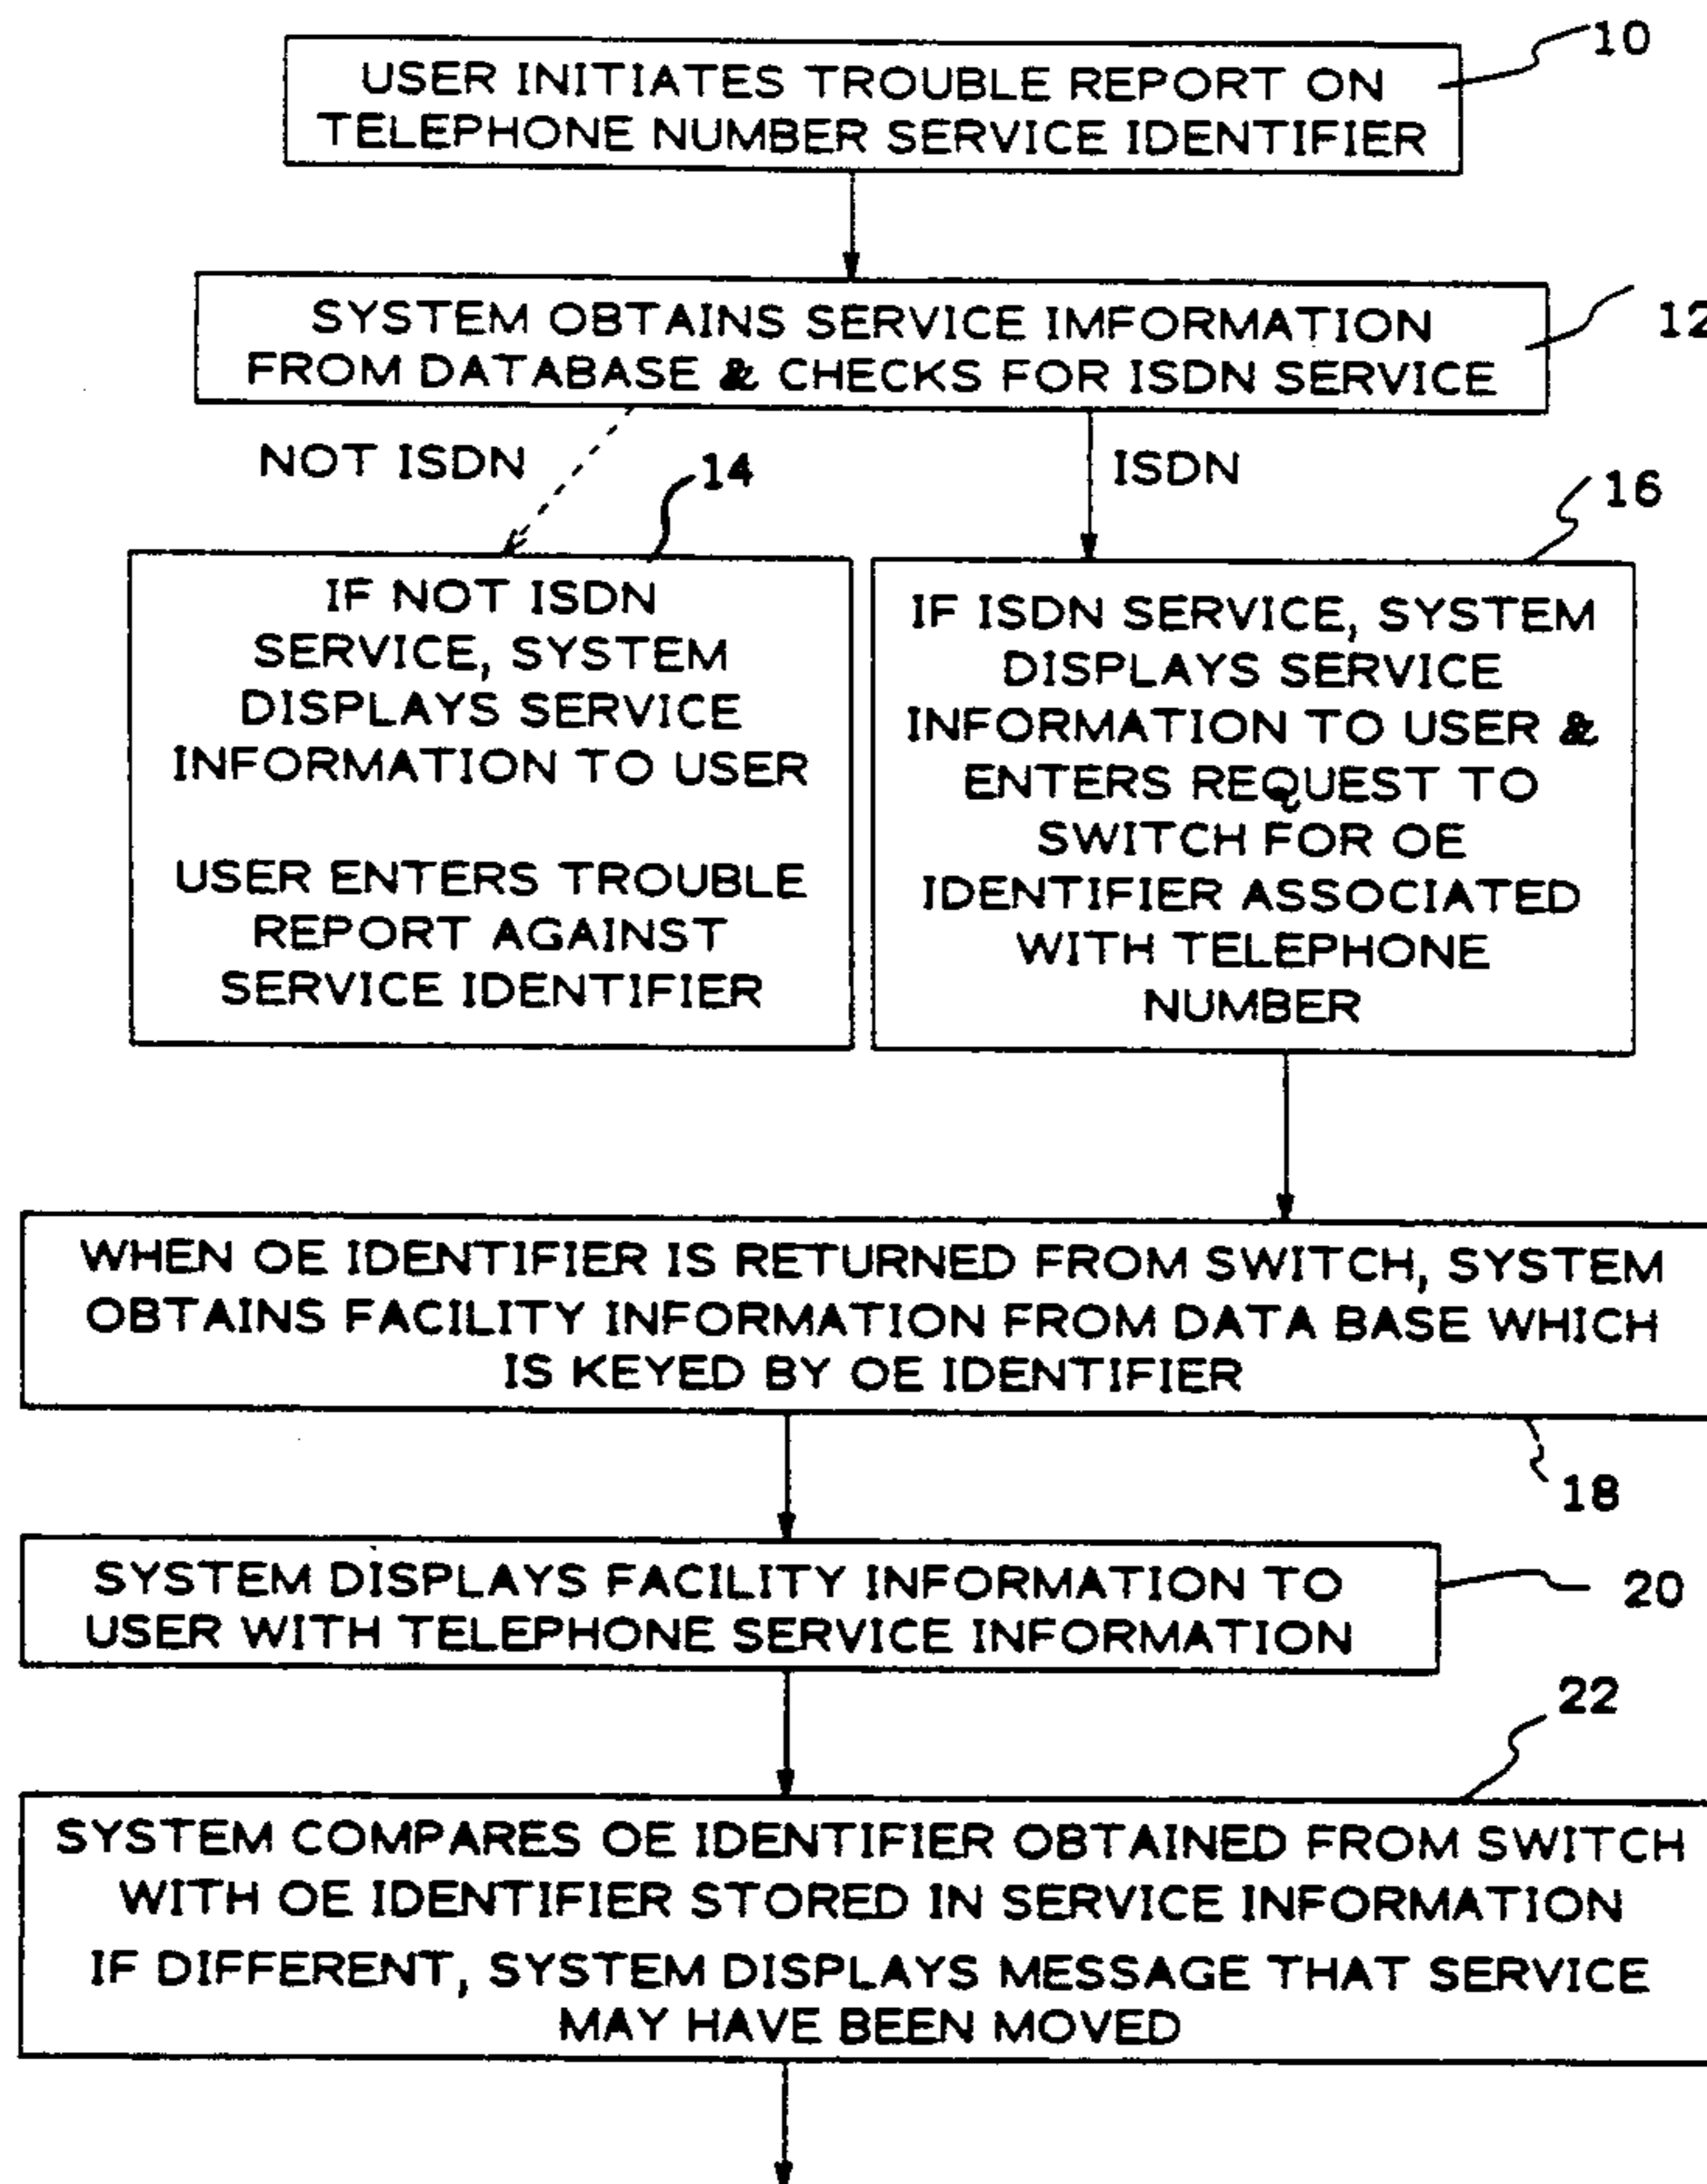 10
USER INITIATES TROUBLE REPORT ON
TELEPHONE NUMBER SERVICE IDENTIFIER
12
SYSTEM OBTAINS SERVICE IMFORMATION
FROM DATABASE & CHECKS FOR ISDN SERVICE
NOT ISDN
ISDN
14
IF NOT ISDN
SERVICE, SYSTEM
DISPLAYS SERVICE
INFORMATION TO USER
USER ENTERS TROUBLE
REPORT AGAINST
SERVICE IDENTIFIER
16
IF ISDN SERVICE, SYSTEM
DISPLAYS SERVICE
INFORMATION TO USER &
ENTERS REQUEST TO
SWITCH FOR OE
IDENTIFIER ASSOCIATED
WITH TELEPHONE
NUMBER
WHEN OE IDENTIFIER IS RETURNED FROM SWITCH, SYSTEM
OBTAINS FACILITY INFORMATION FROM DATA BASE WHICH
IS KEYED BY OE IDENTIFIER
18
SYSTEM DISPLAYS FACILITY INFORMATION TO
USER WITH TELEPHONE SERVICE INFORMATION
20
22
SYSTEM COMPARES OE IDENTIFIER OBTAINED FROM SWITCH
WITH OE IDENTIFIER STORED IN SERVICE INFORMATION
IF DIFFERENT, SYSTEM DISPLAYS MESSAGE THAT SERVICE
MAY HAVE BEEN MOVED